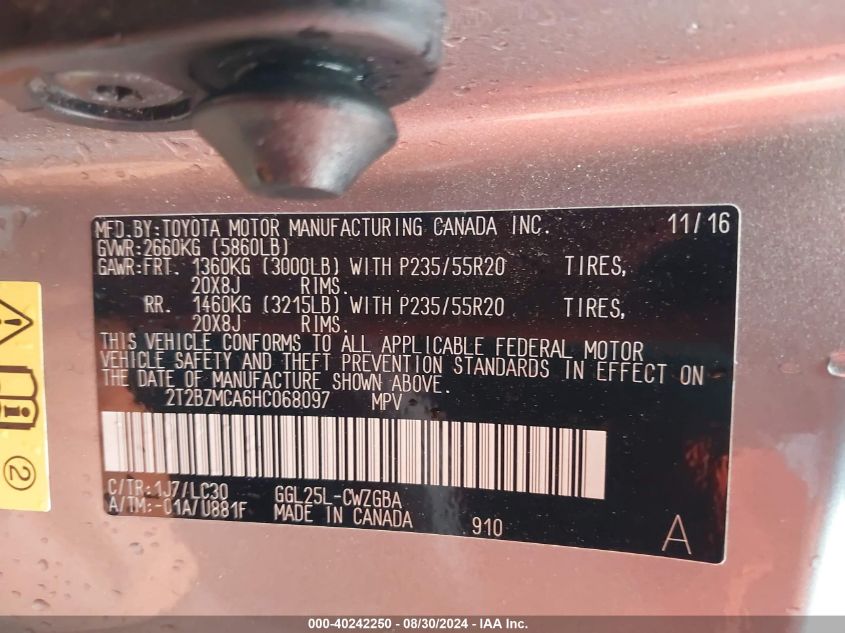 MFD.BY:TOYOTA MOTOR MANUFACTURING CANADA INC. 11/16
GVWR:2660KG (5860LB)
GAWR:FRT. 1360KG (3000LB) WITH P235/55R20 TIRES,
20X8J RIMS.
RR. 1460KG (3215LB) WITH P235/55R20 TIRES,
20X8J RIMS.
THIS VEHICLE CONFORMS TO ALL APPLICABLE FEDERAL MOTOR
VEHICLE SAFETY AND THEFT PREVENTION STANDARDS IN EFFECT ON
THE DATE OF MANUFACTURE SHOWN ABOVE.
2T2BZMCA6HC068097 MPV
C/TR:1J7/LC30 GGL25L-CWZGBA
A/TM:-01A/U881F MADE IN CANADA 910 A
2
000-40242250 - 08/30/2024 - IAA Inc.